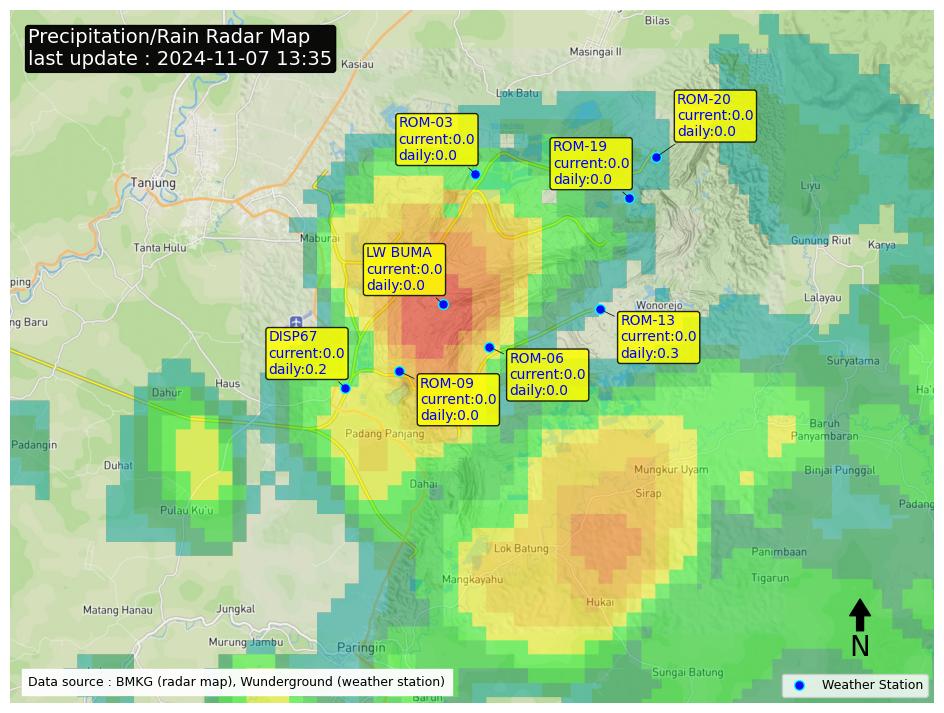 Precipitation/Rain Radar Map
last update : 2024-11-07 13:35
Bilas
Masingai II
Kasiau
Lok Batu
ROM-20
current:0.0
daily:0.0
ROM-03
current:0.0
daily:0.0
ROM-19
current:0.0
daily:0.0
Tanjung
Liyu
Tanta Hulu
Maburai
Gunung Riut
Karya
LW BUMA
current:0.0
daily:0.0
ping
Lalayau
Wonorejo
ng Baru
ROM-13
current:0.0
daily:0.3
DISP67
current:0.0
daily:0.2
ROM-06
current:0.0
daily:0.0
Suryatama
Haus
Dahur
ROM-09
current:0.0
daily:0.0
Ha'u
Baruh
Panyambaran
Padang Panjang
Padangin
Duhat
Mungkur Uyam
Binjai Punggal
Dahai
Sirap
Padang
Pulau Ku'u
Lok Batung
Panimbaan
Mangkayahu
Tigarun
Hukai
Matang Hanau
Jungkal
Murung Jambu
Paringin
N
Sungai Batung
Data source : BMKG (radar map), Wunderground (weather station)
Weather Station
Baruh